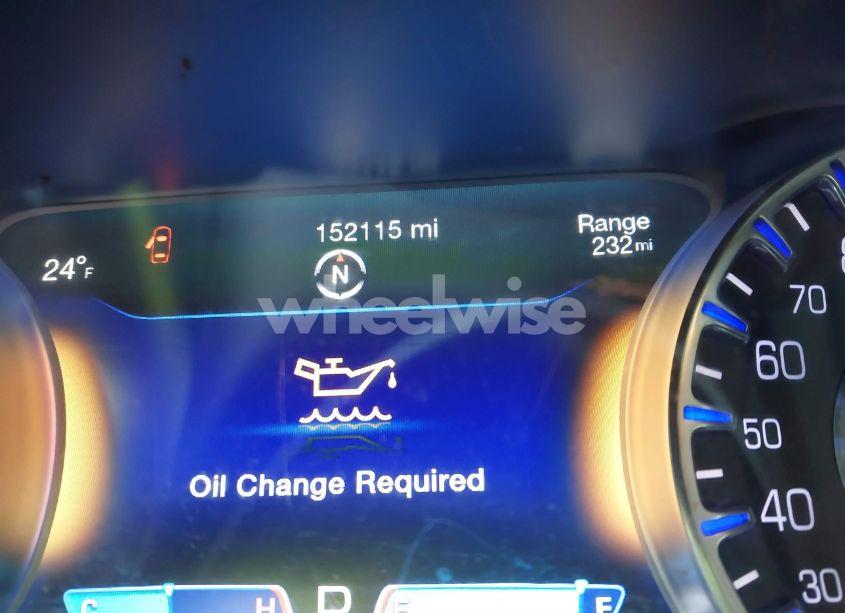 152115 mi
Range
232mi
24°F
N
wheelwise
70
60
50
40
30
Oil Change Required
C H P E F